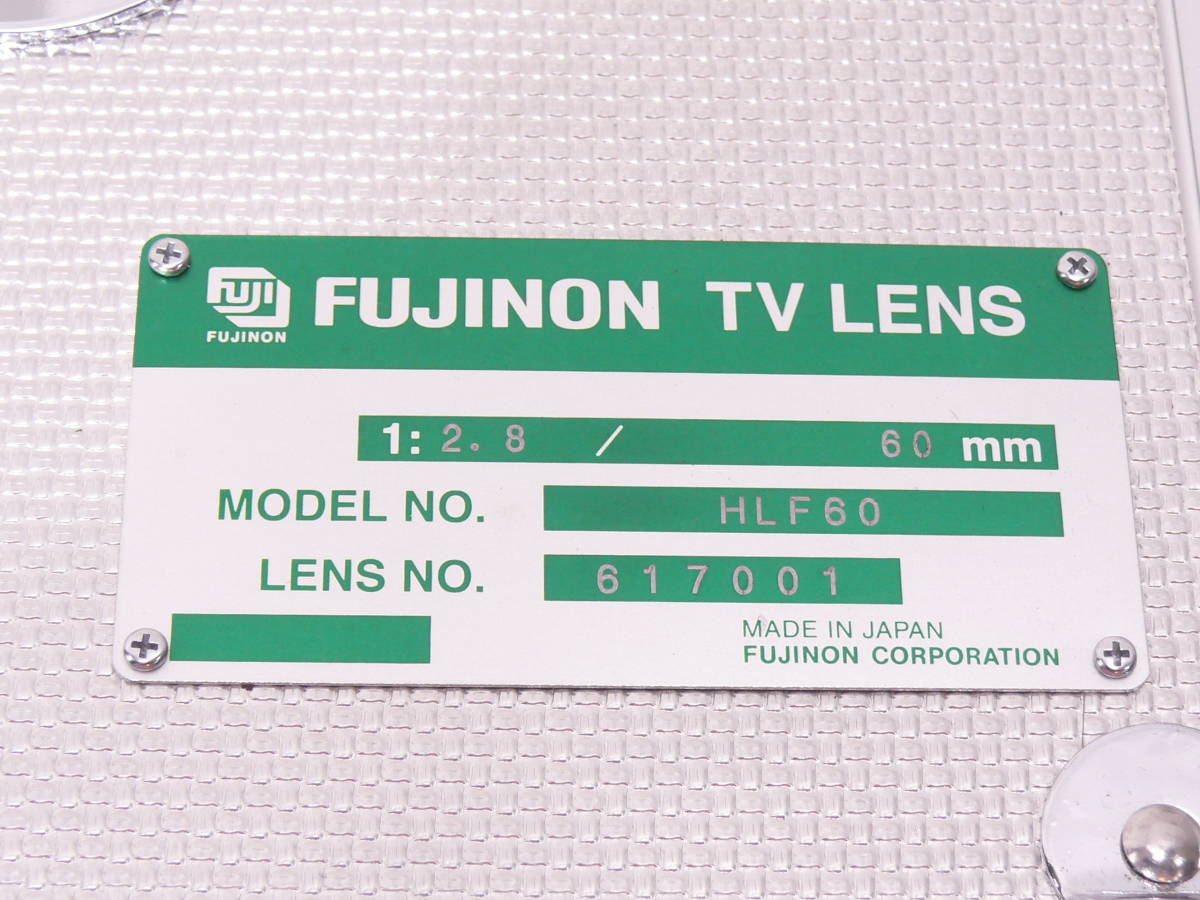 FUJI
FUJINON
FUJINON TV LENS
1: 2.8 / 60 mm
MODEL NO. HLF60
LENS NO. 617001
MADE IN JAPAN
FUJINON CORPORATION